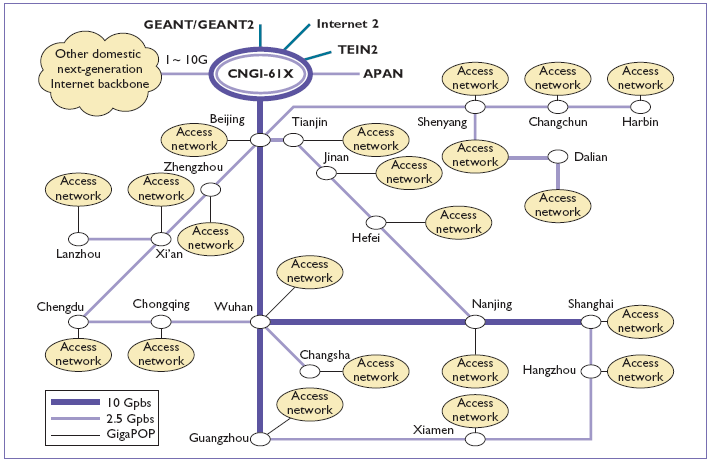 GEANT/GEANT2
Internet 2
TEIN2
Other domestic
next-generation
Internet backbone
1~ 10G
CNGI-61X
APAN
Access
network
Access
network
Access
network
Beijing
Tianjin
Shenyang
Changchun
Harbin
Access
network
Access
network
Zhengzhou
Jinan
Access
network
Access
network
Dalian
Access
network
Access
network
Access
network
Access
network
Access
network
Hefei
Lanzhou
Xi'an
Access
network
Chengdu
Chongqing
Wuhan
Nanjing
Shanghai
Access
network
Access
network
Access
network
Changsha
Access
network
Access
network
Hangzhou
Access
network
10 Gpbs
2.5 Gpbs
GigaPOP
Access
network
Access
network
Guangzhou
Xiamen